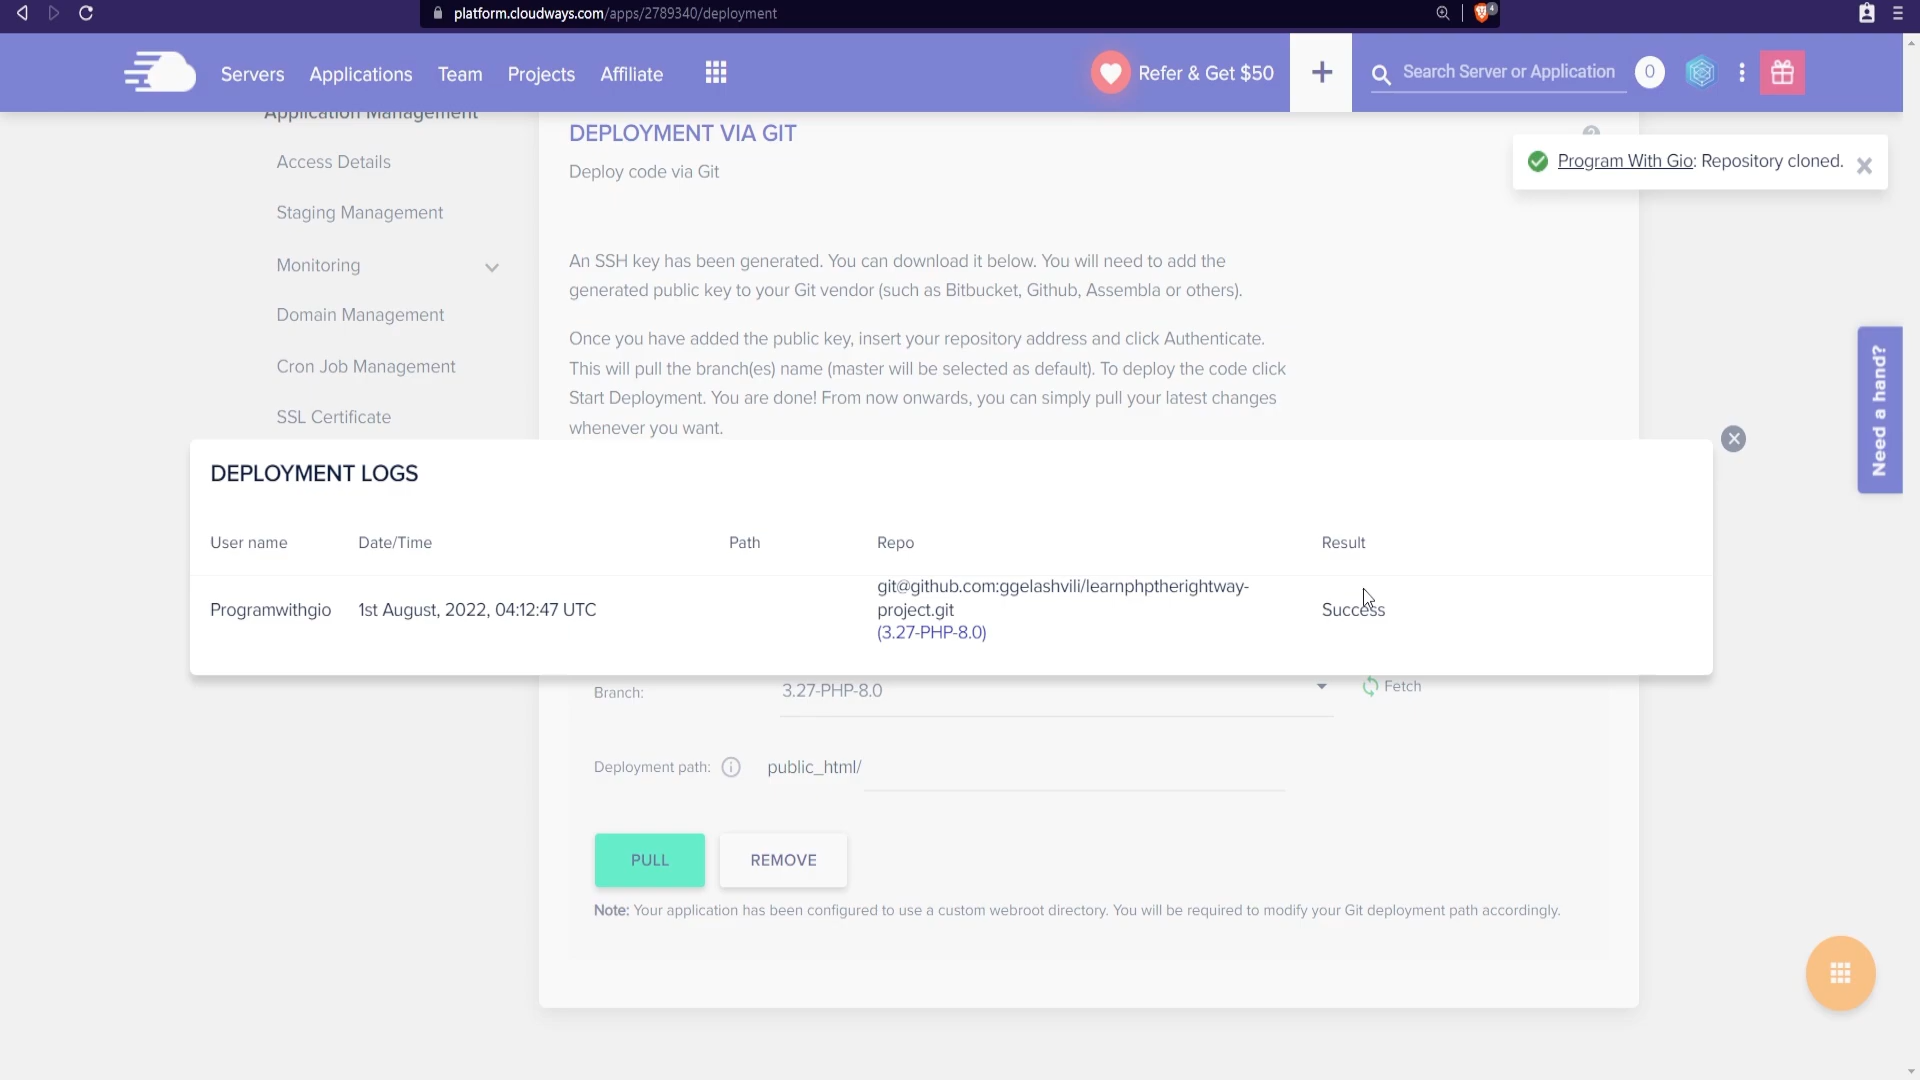 platform.cloudways.com/apps/2789340/deployment
4
Servers
Applications
Team
Projects
Affiliate
Refer & Get $50
+
Search Server or Application
0
Application Management
Access Details
Staging Management
Monitoring
Domain Management
Cron Job Management
SSL Certificate
DEPLOYMENT VIA GIT
?
Deploy code via Git
Program With Gio: Repository cloned.
An SSH key has been generated. You can download it below. You will need to add the
generated public key to your Git vendor (such as Bitbucket, Github, Assembla or others).
Once you have added the public key, insert your repository address and click Authenticate.
This will pull the branch(es) name (master will be selected as default). To deploy the code click
Start Deployment. You are done! From now onwards, you can simply pull your latest changes
whenever you want.
Need a hand?
DEPLOYMENT LOGS
User name Date/Time Path Repo Result
Programwithgio 1st August, 2022, 04:12:47 UTC
git@github.com:ggelashvili/learnphptherightway-
project.git
(3.27-PHP-8.0)
Success
Branch: 3.27-PHP-8.0 Fetch
Deployment path: i public_html/
PULL REMOVE
Note: Your application has been configured to use a custom webroot directory. You will be required to modify your Git deployment path accordingly.